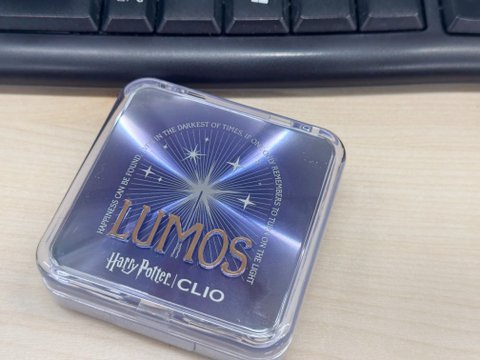 HAPPINESS CAN BE FOUND IN THE DARKEST OF TIMES, IF ONE ONLY REMEMBERS TO TURN ON THE LIGHT
LUMOS
Harry Potter | CLIO